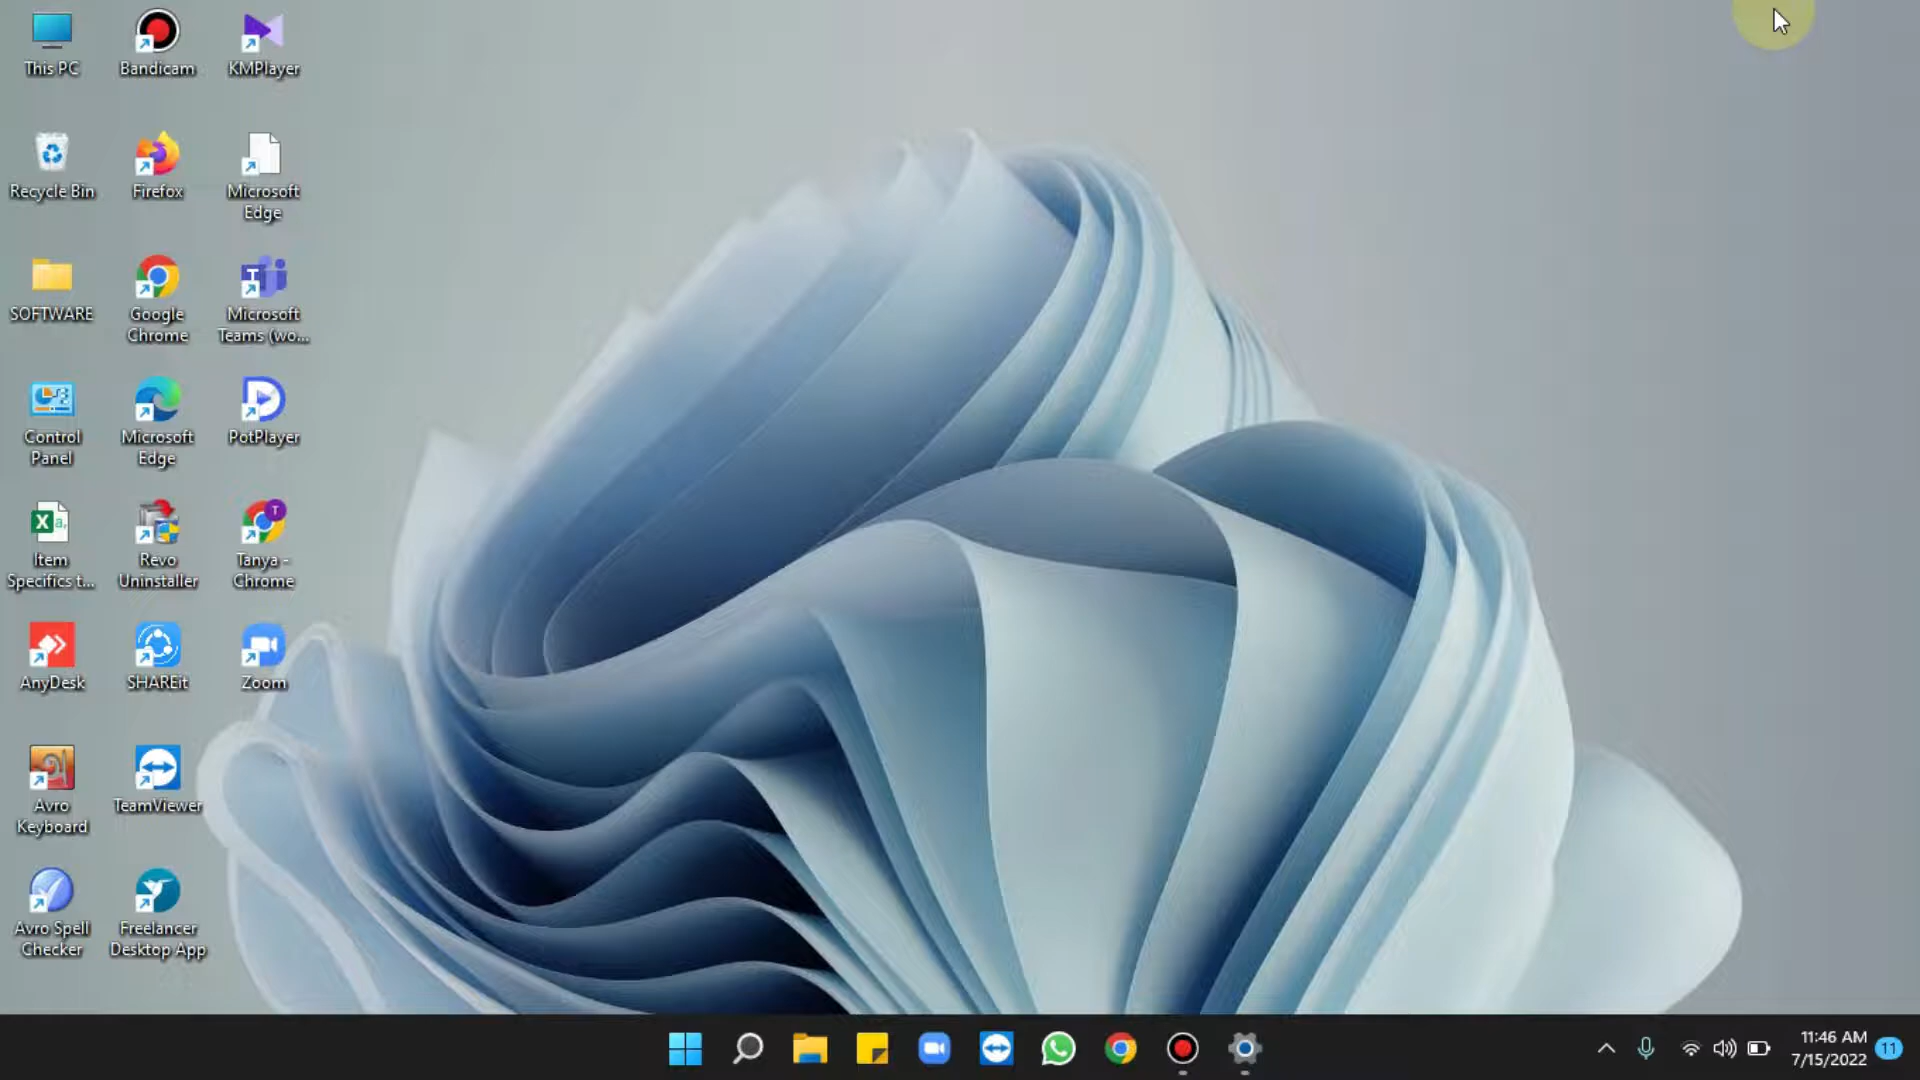 This PC
Bandicam
KMPlayer
Recycle Bin
Firefox
Microsoft
Edge
SOFTWARE
Google
Chrome
Microsoft
Teams (wo...
Control
Panel
Microsoft
Edge
PotPlayer
Item
Specifics t...
Revo
Uninstaller
Tanya -
Chrome
AnyDesk
SHAREit
Zoom
Avro
Keyboard
TeamViewer
Avro Spell
Checker
Freelancer
Desktop App
11:46 AM
7/15/2022
11